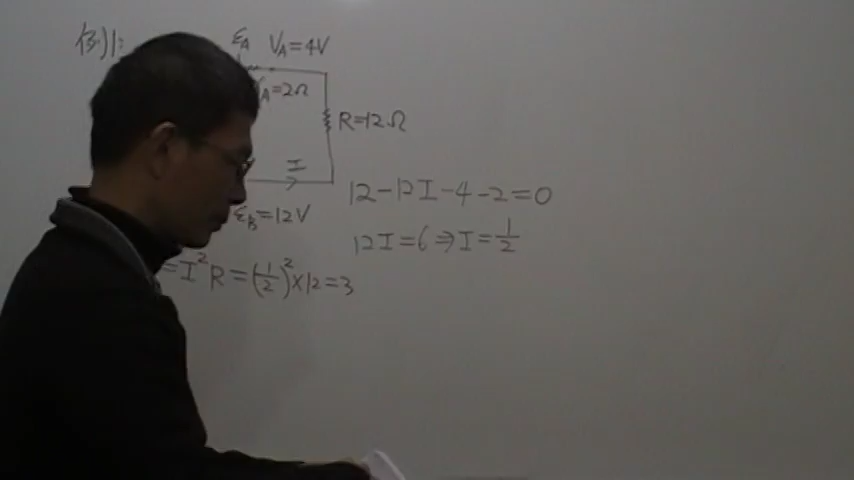 例1:
εA VA=4V
A=2Ω
R=12Ω
I
εB=12V
12-12I-4-2=0
12I=6⇒I=1/2
=I²R=(1/2)²×12=3